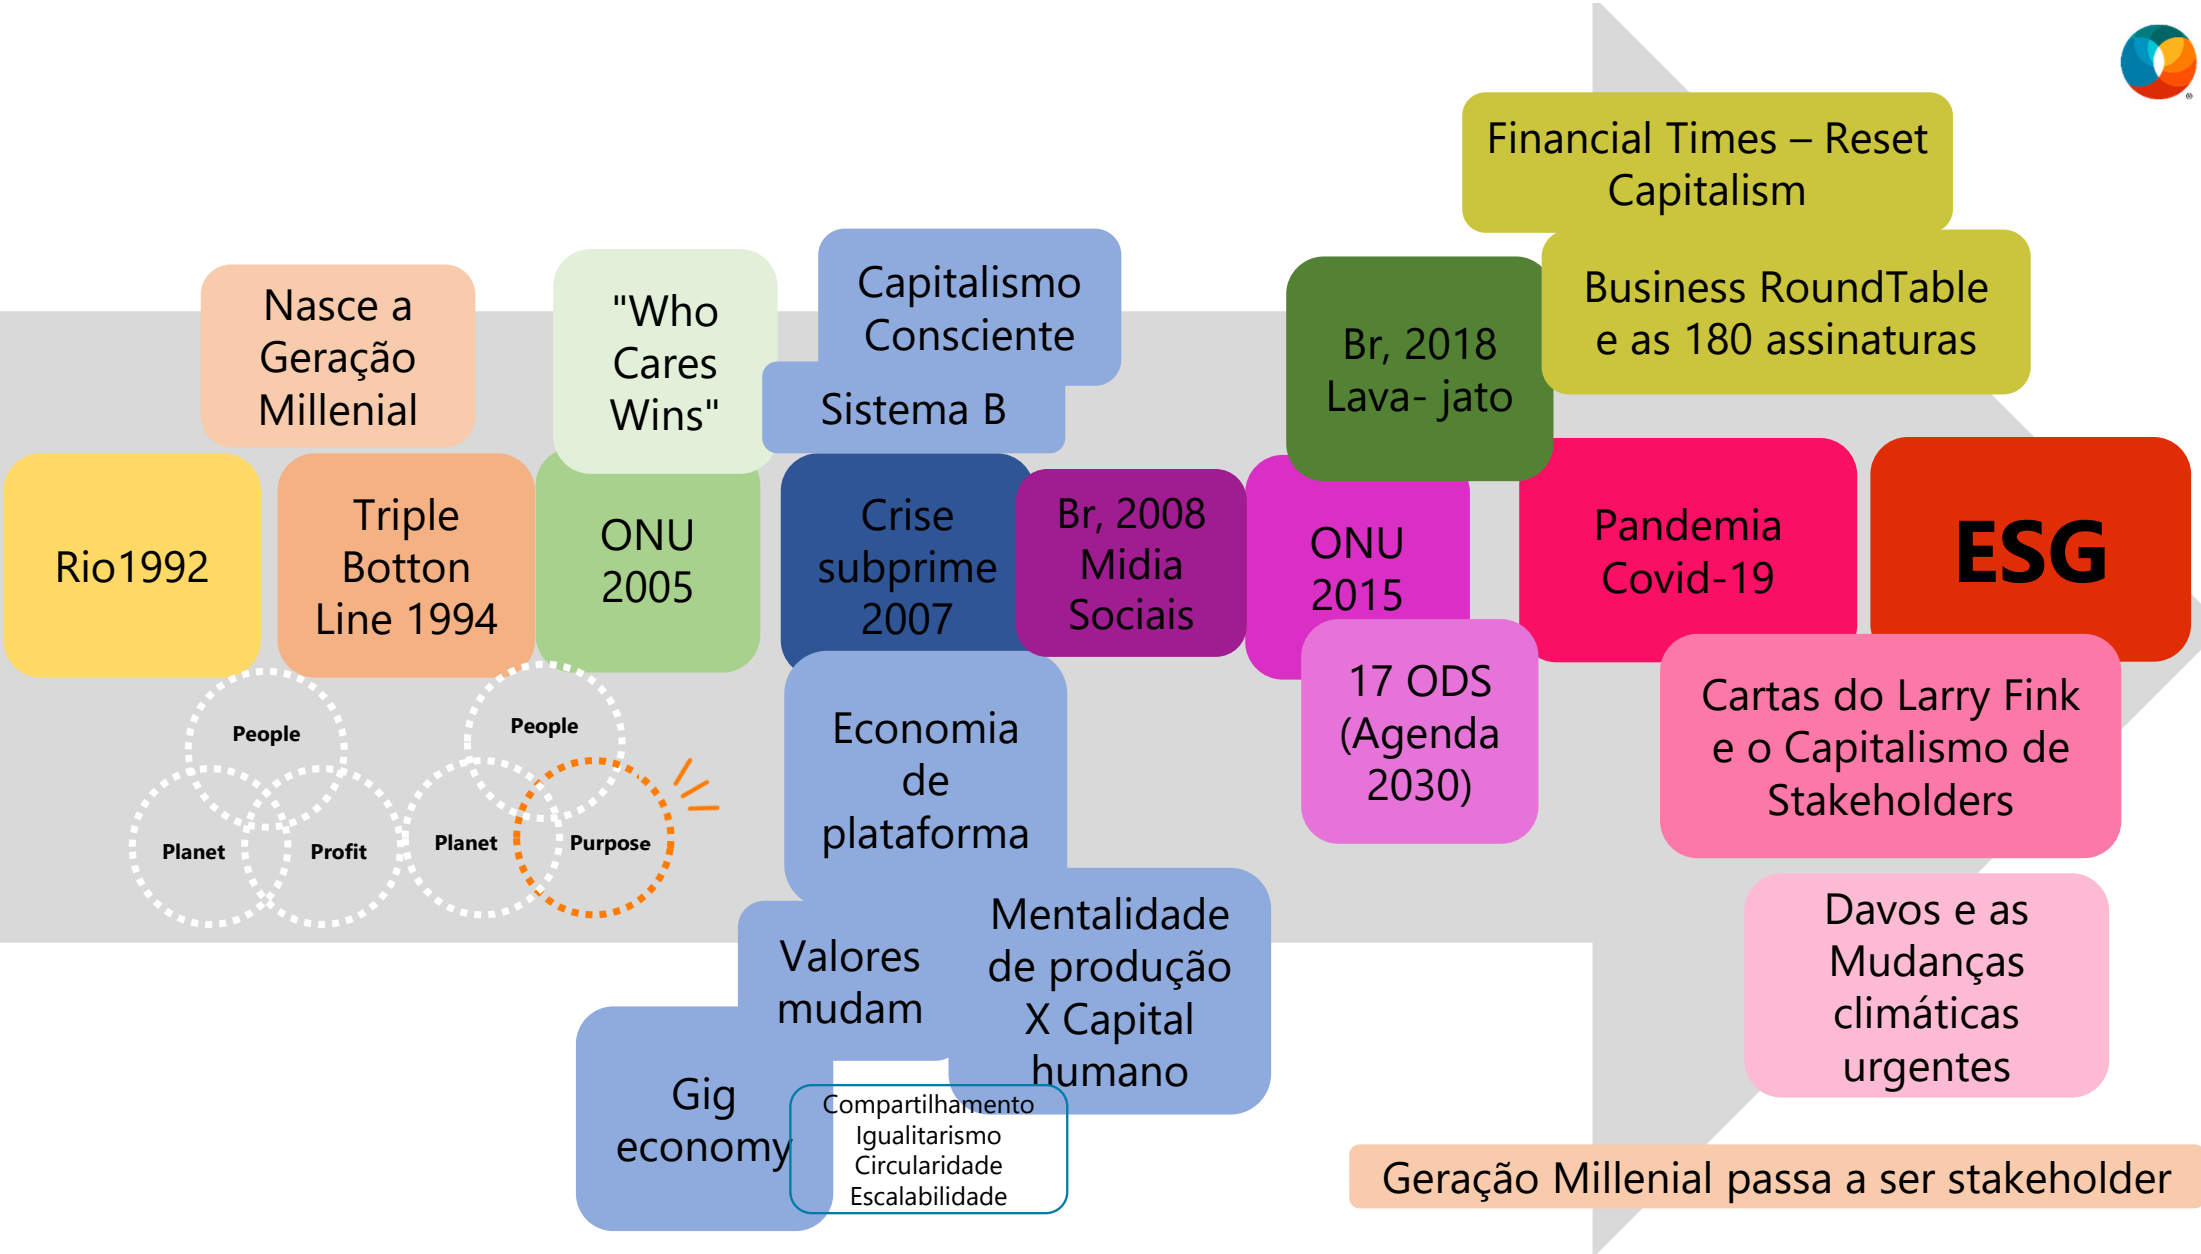 Financial Times – Reset
Capitalism
Business RoundTable
e as 180 assinaturas
Nasce a
Geração
Millenial
"Who
Cares
Wins"
Capitalismo
Consciente
Sistema B
Br, 2018
Lava- jato
Rio1992
Triple
Botton
Line 1994
ONU
2005
Crise
subprime
2007
Br, 2008
Midia
Sociais
ONU
2015
Pandemia
Covid-19
ESG
People
Planet
Profit
People
Planet
Purpose
Economia
de
plataforma
17 ODS
(Agenda
2030)
Cartas do Larry Fink
e o Capitalismo de
Stakeholders
Valores
mudam
Mentalidade
de produção
X Capital
humano
Davos e as
Mudanças
climáticas
urgentes
Gig
economy
Compartilhamento
Igualitarismo
Circularidade
Escalabilidade
Geração Millenial passa a ser stakeholder
®